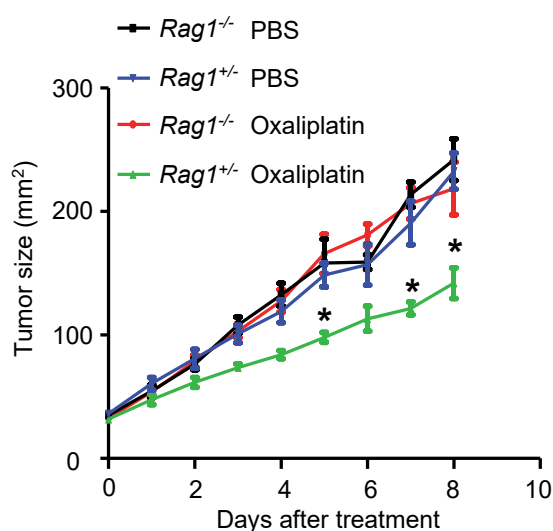 Rag1-/- PBS
Rag1+/- PBS
Rag1-/- Oxaliplatin
Rag1+/- Oxaliplatin
Tumor size (mm²)
300
200
100
0
*
*
*
0 2 4 6 8 10
Days after treatment